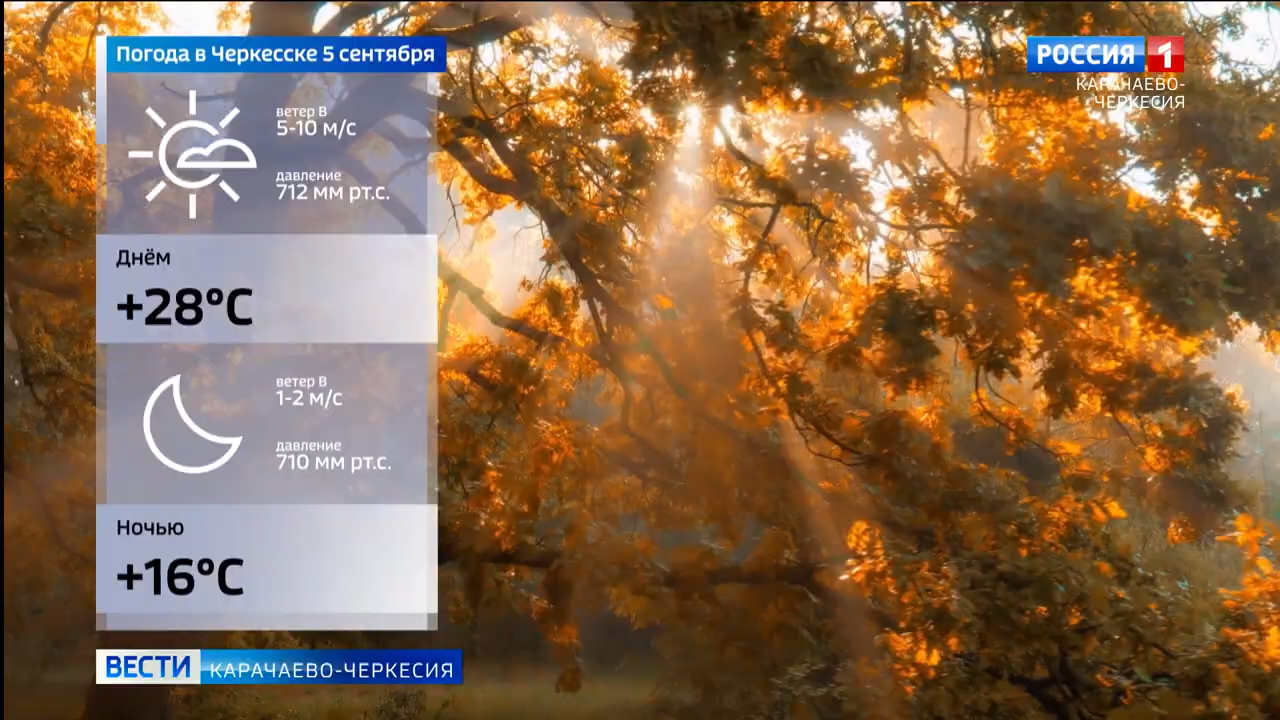 Погода в Черкесске 5 сентября
РОССИЯ 1
КАРАЧАЕВО-
ЧЕРКЕСИЯ
ветер В
5-10 м/с
давление
712 мм рт.с.
Днём
+28°C
ветер В
1-2 м/с
давление
710 мм рт.с.
Ночью
+16°C
ВЕСТИ КАРАЧАЕВО-ЧЕРКЕСИЯ